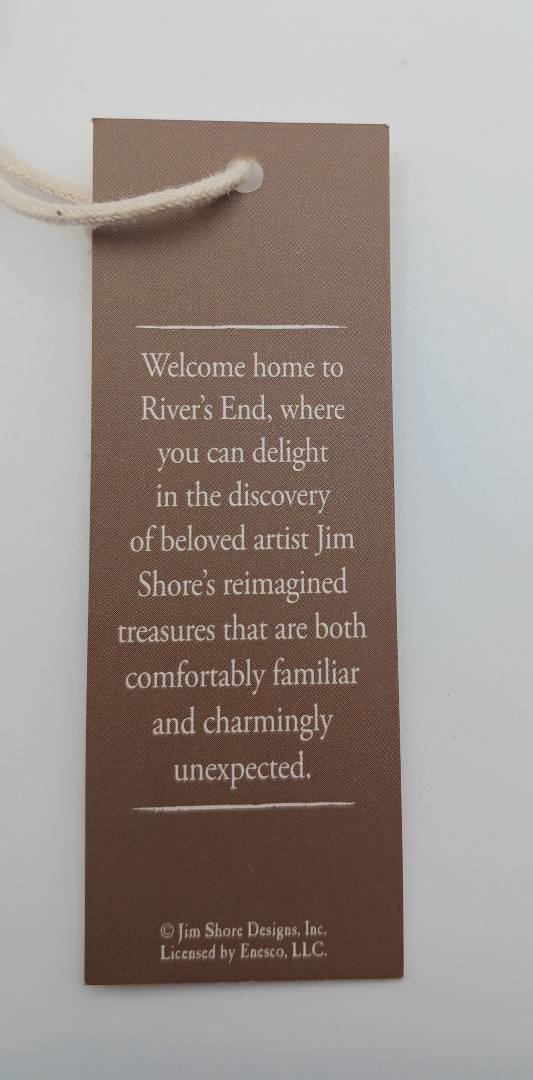 Welcome home to
River's End, where
you can delight
in the discovery
of beloved artist Jim
Shore's reimagined
treasures that are both
comfortably familiar
and charmingly
unexpected.
© Jim Shore Designs, Inc.
Licensed by Enesco, LLC.